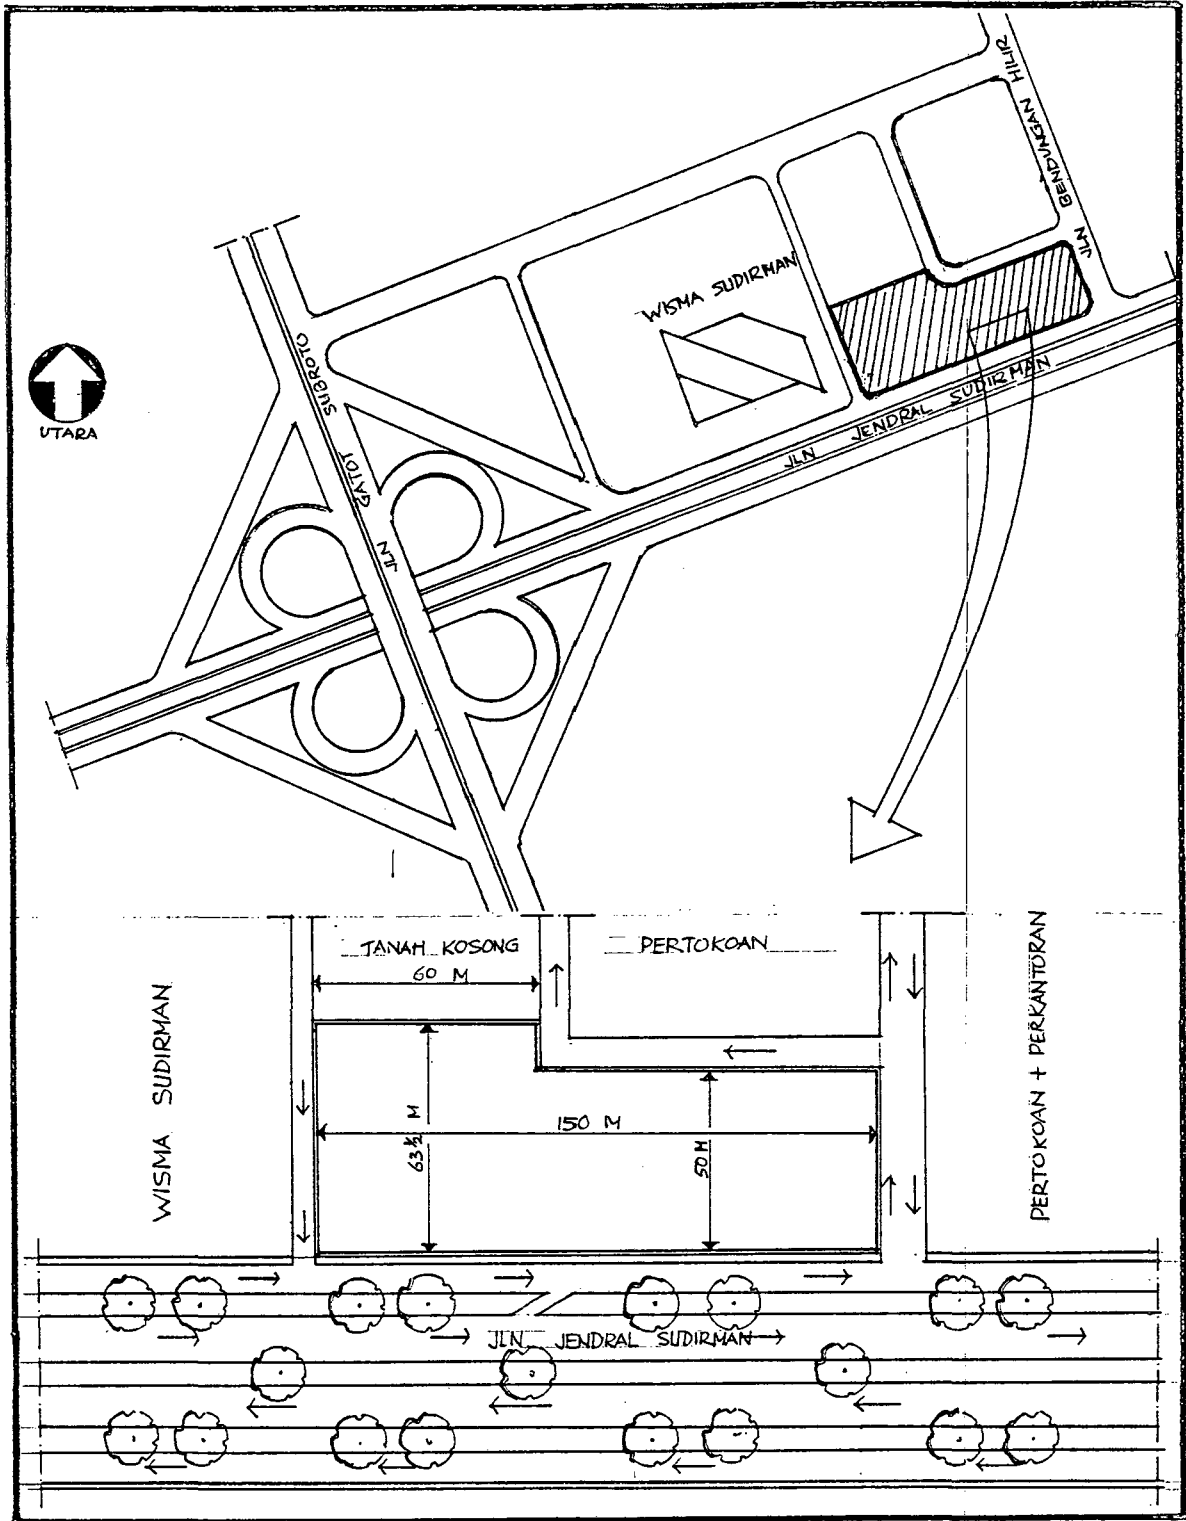 JLN BENDUNGAN HILIR
WISMA SUDIRMAN
JLN GATOT SUBROTO
UTARA
JLN JENDRAL SUDIRMAN
TANAH KOSONG
PERTOKOAN
60 M
WISMA SUDIRMAN
PERTOKOAN + PERKANTORAN
63½ M
150 M
50 M
JLN JENDRAL SUDIRMAN